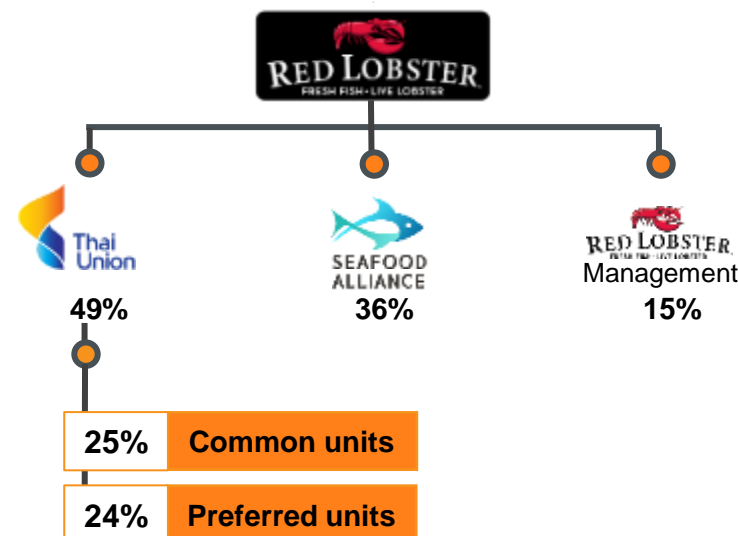 RED LOBSTER
FRESH FISH • LIVE LOBSTER
Thai
Union
49%
SEAFOOD
ALLIANCE
36%
RED LOBSTER
Management
15%
25% Common units
24% Preferred units